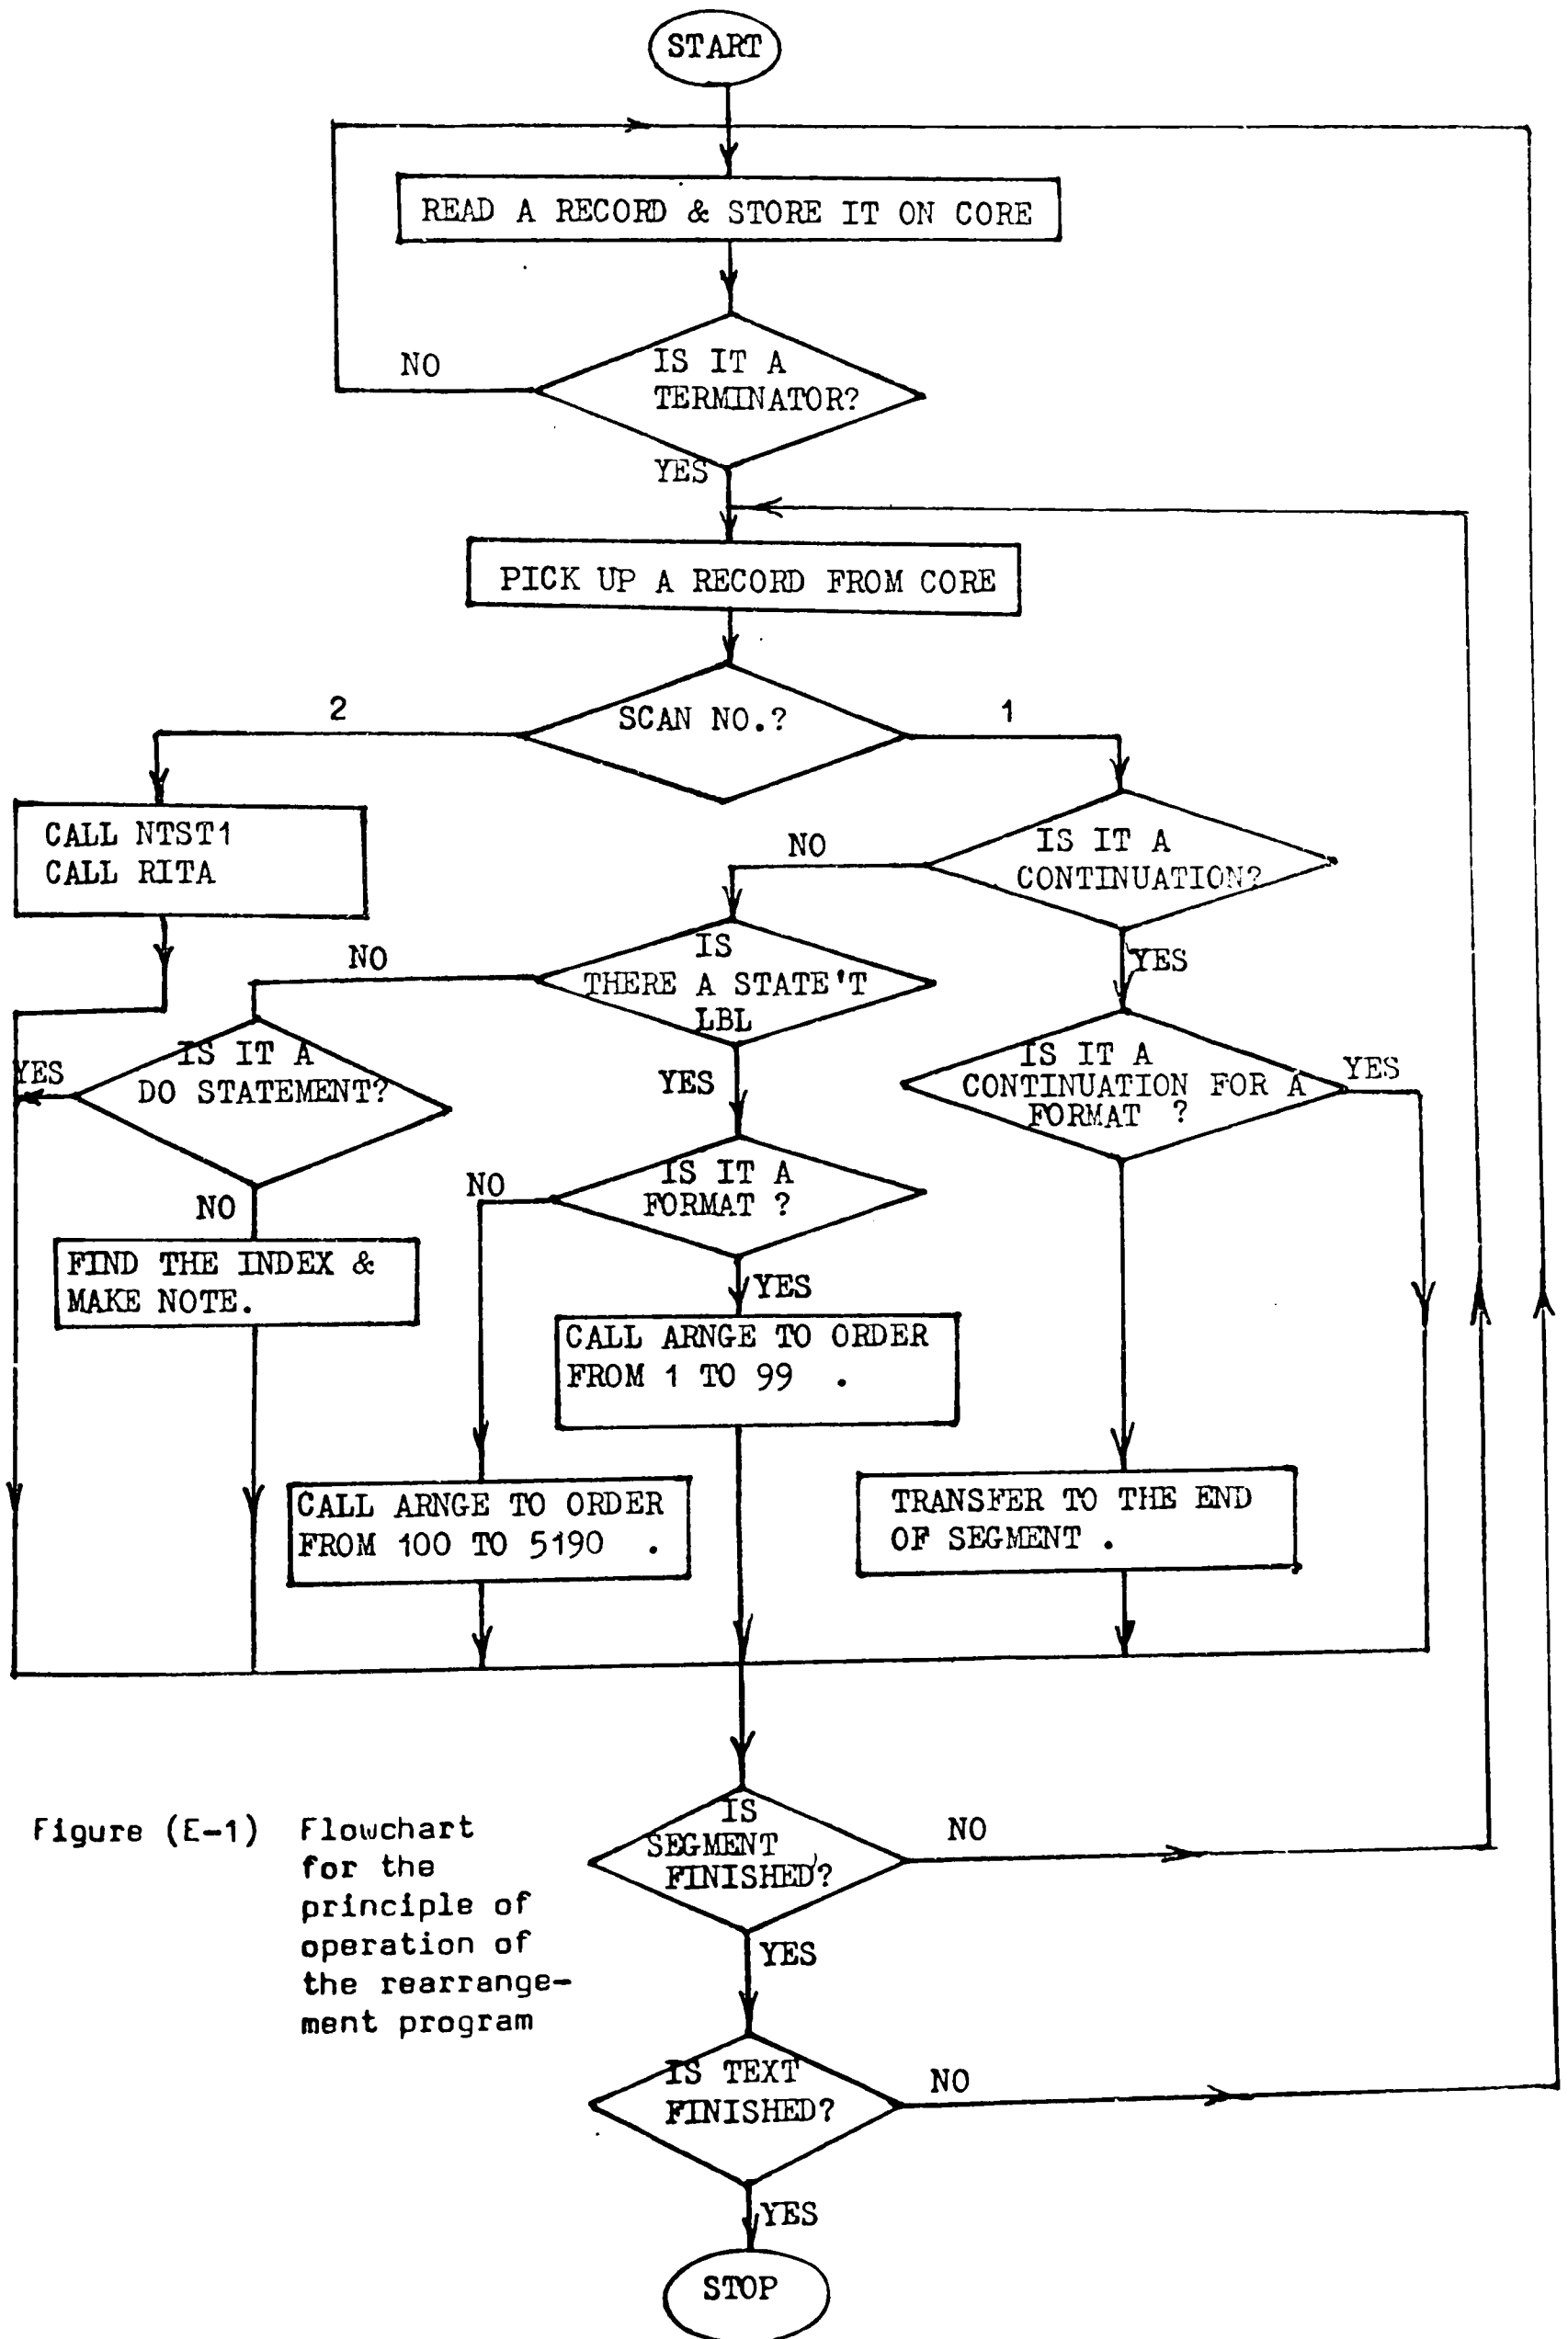 START
READ A RECORD & STORE IT ON CORE
NO
IS IT A
TERMINATOR?
YES
PICK UP A RECORD FROM CORE
2
SCAN NO.?
1
CALL NTST1
CALL RITA
NO
IS IT A
CONTINUATION?
NO
IS
THERE A STATE'T
LBL
YES
YES
IS IT A
DO STATEMENT?
YES
IS IT A
CONTINUATION FOR A
FORMAT ?
YES
NO
NO
IS IT A
FORMAT ?
FIND THE INDEX &
MAKE NOTE.
YES
CALL ARNGE TO ORDER
FROM 1 TO 99 .
CALL ARNGE TO ORDER
FROM 100 TO 5190 .
TRANSFER TO THE END
OF SEGMENT .
IS
SEGMENT
FINISHED?
NO
Figure (E-1) Flowchart
for the
principle of
operation of
the rearrange-
ment program
YES
IS TEXT
FINISHED?
NO
YES
STOP